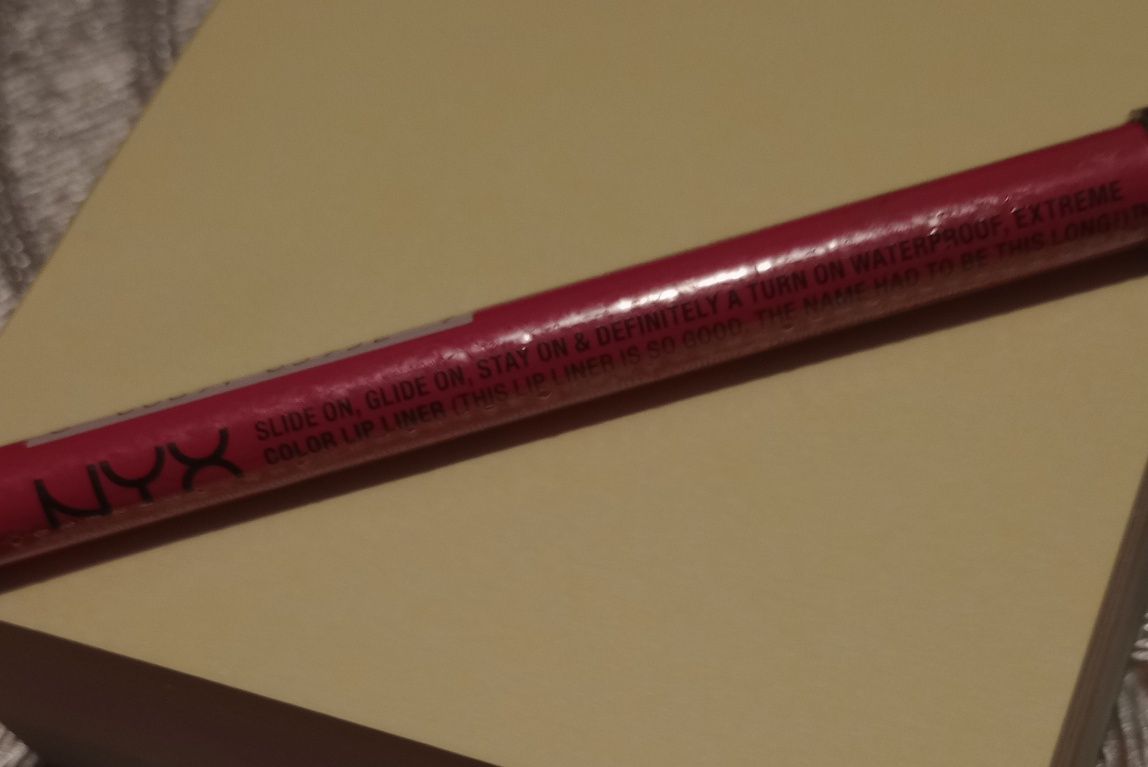 NYX
SLIDE ON, GLIDE ON, STAY ON & DEFINITELY A TURN ON WATERPROOF, EXTREME
COLOR LIP LINER (THIS LIP LINER IS SO GOOD, THE NAME HAD TO BE THIS LONG!)